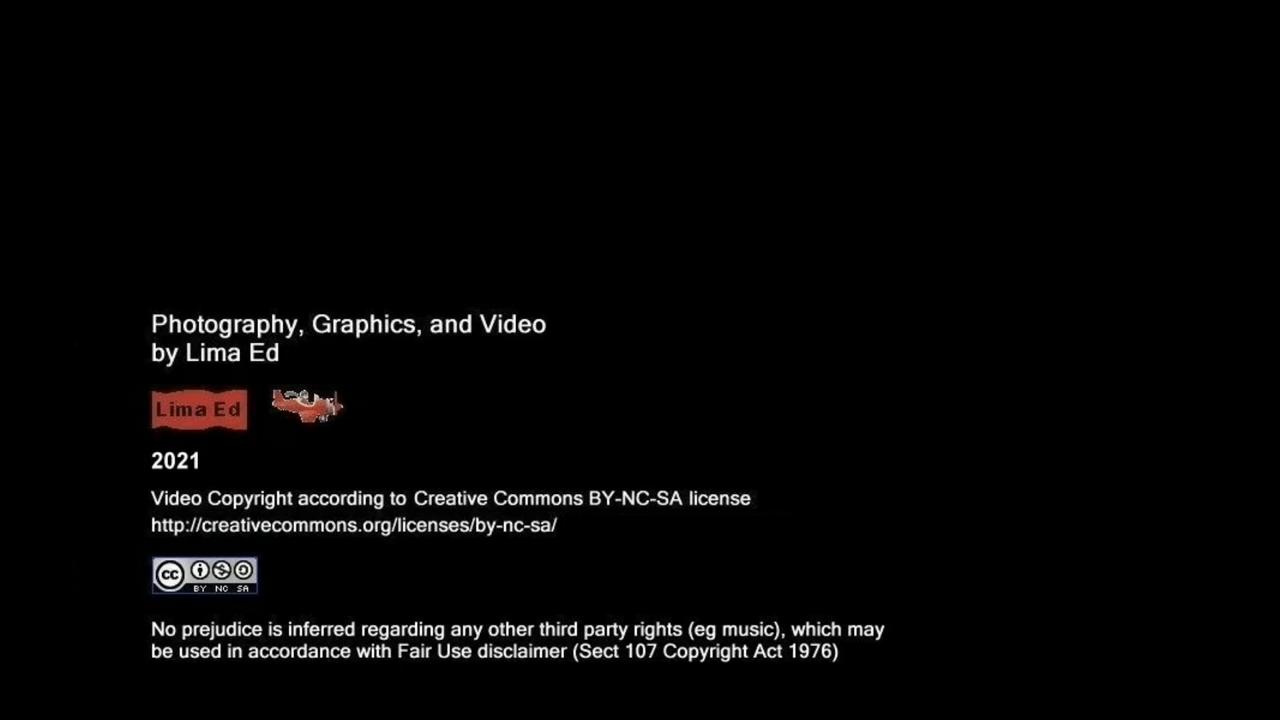 Photography, Graphics, and Video
by Lima Ed
Lima Ed
2021
Video Copyright according to Creative Commons BY-NC-SA license
http://creativecommons.org/licenses/by-nc-sa/
cc
BY NC SA
No prejudice is inferred regarding any other third party rights (eg music), which may
be used in accordance with Fair Use disclaimer (Sect 107 Copyright Act 1976)